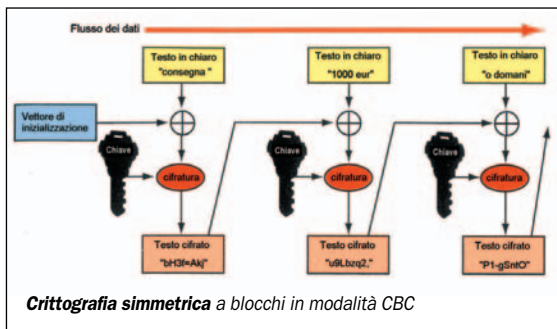 Flusso dei dati
Testo in chiaro
"consegna "
Testo in chiaro
"1000 eur"
Testo in chiaro
"o domani"
Vettore di
inizializzazione
Chiave
Chiave
Chiave
cifratura
cifratura
cifratura
Testo cifrato
"bH3f=Akj"
Testo cifrato
"u9Lbzq2,"
Testo cifrato
"P1-gSntO"
Crittografia simmetrica a blocchi in modalità CBC